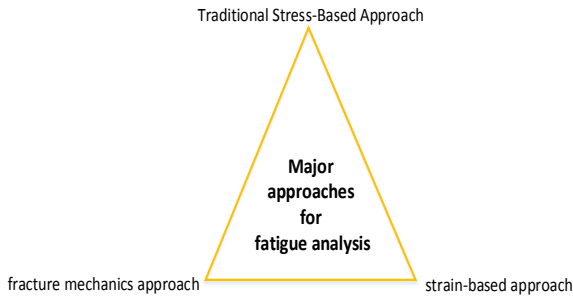 Traditional Stress-Based Approach
Major
approaches
for
fatigue analysis
fracture mechanics approach
strain-based approach